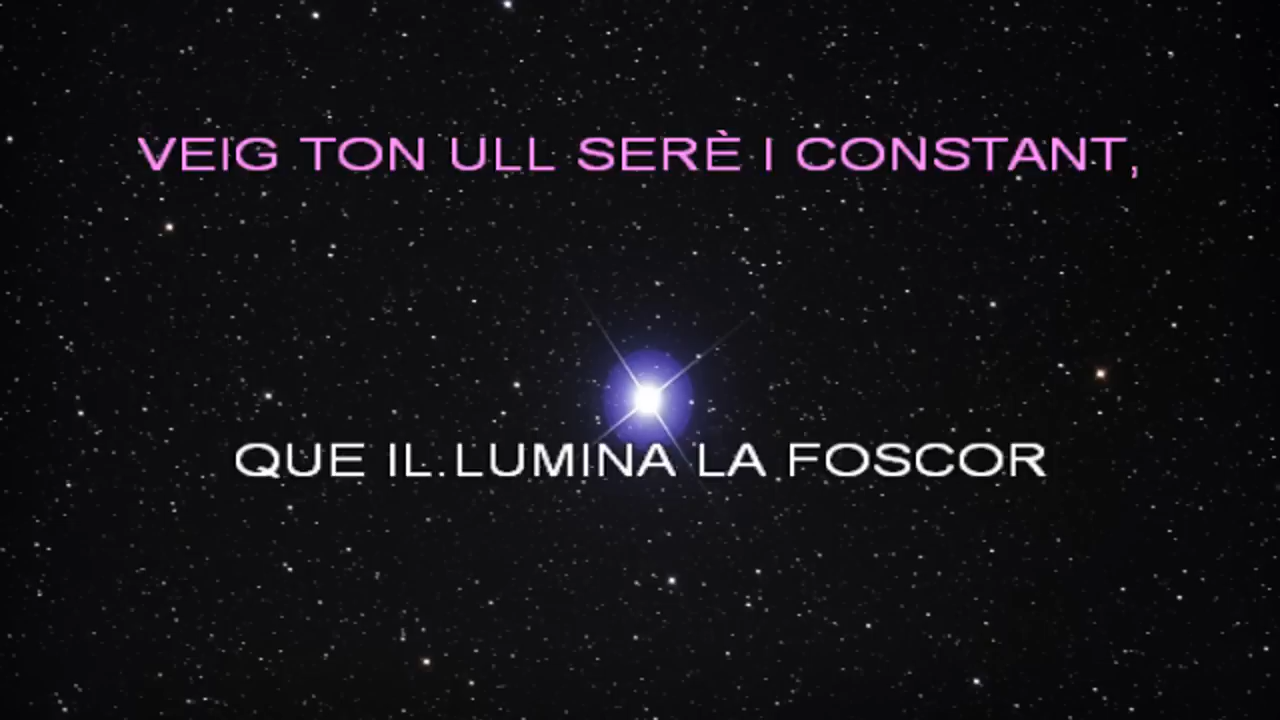 VEIG TON ULL SERÈ I CONSTANT,
QUE IL.LUMINA LA FOSCOR